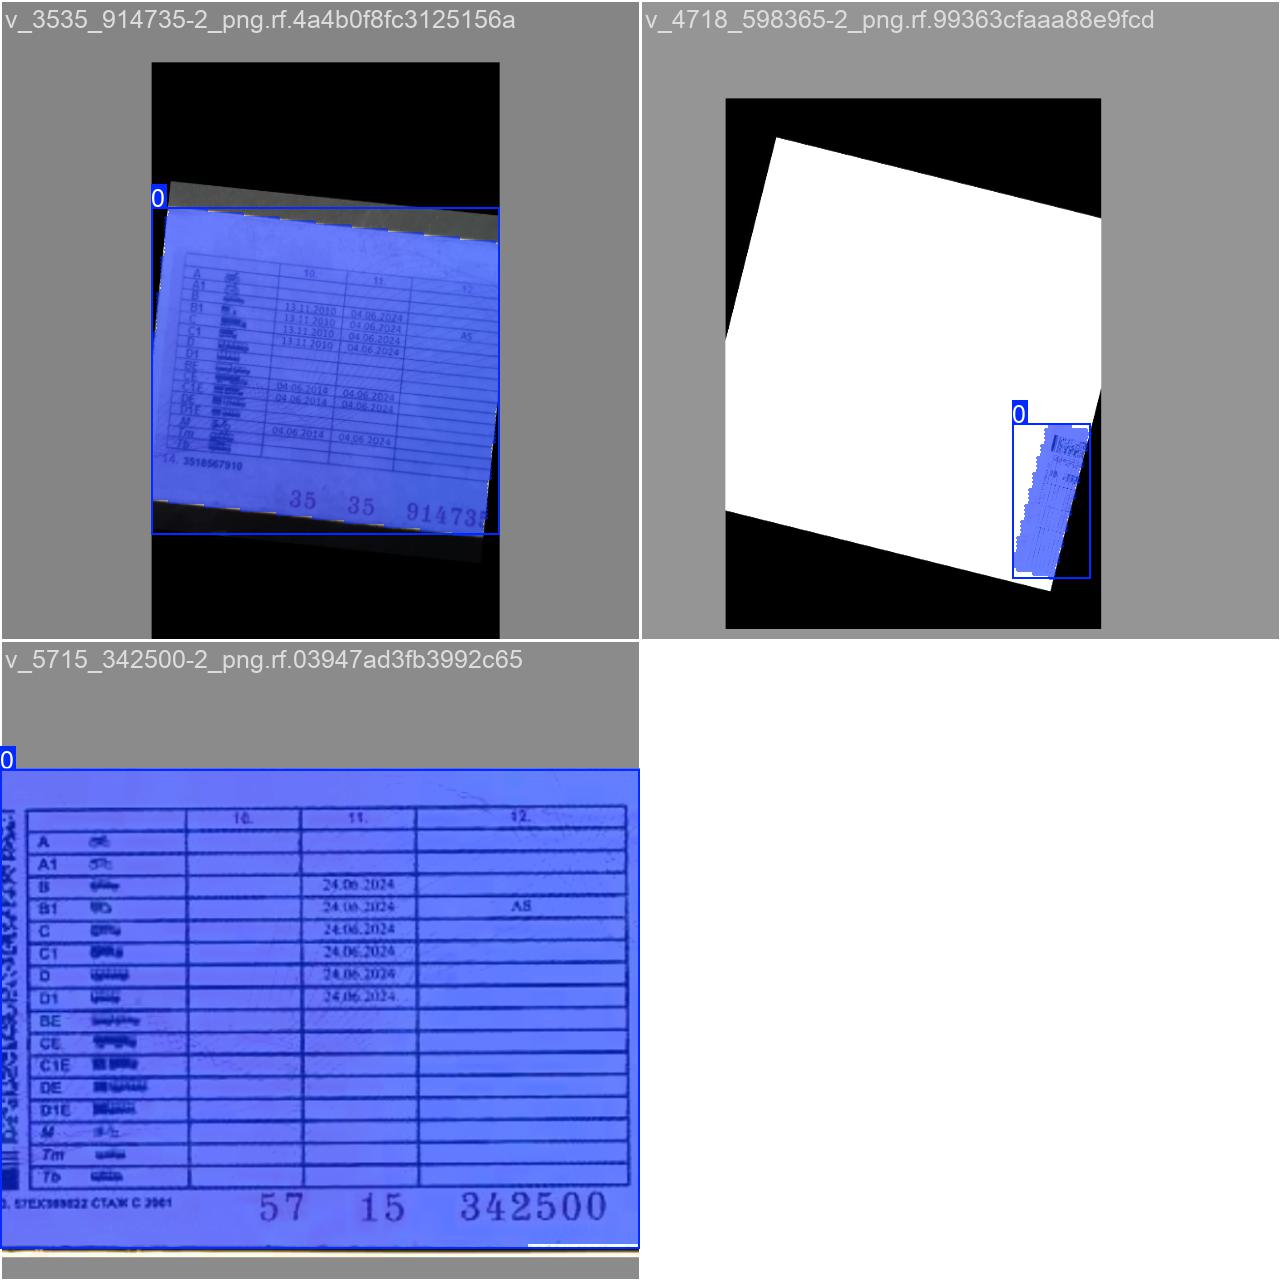 v_3535_914735-2_png.rf.4a4b0f8fc3125156a
0
10. 11. 12.
A
A1
B 13.11.2010 04.06.2024
B1 13.11.2010 04.06.2024 AS
C 13.11.2010 04.06.2024
C1 13.11.2010 04.06.2024
D
D1
BE 04.06.2014 04.06.2024
CE 04.06.2014 04.06.2024
C1E
DE
D1E
M 04.06.2014 04.06.2024
Tm
Tb
14. 3518567910
35 35 914735
v_4718_598365-2_png.rf.99363cfaaa88e9fcd
0
v_5715_342500-2_png.rf.03947ad3fb3992c65
0
10. 11. 12.
A
A1
B 24.06.2024
B1 24.06.2024 AS
C 24.06.2024
C1 24.06.2024
D 24.06.2024
D1 24.06.2024
BE
CE
C1E
DE
D1E
M
Tm
Tb
57EX989822 СТАЖ С 2001
57 15 342500